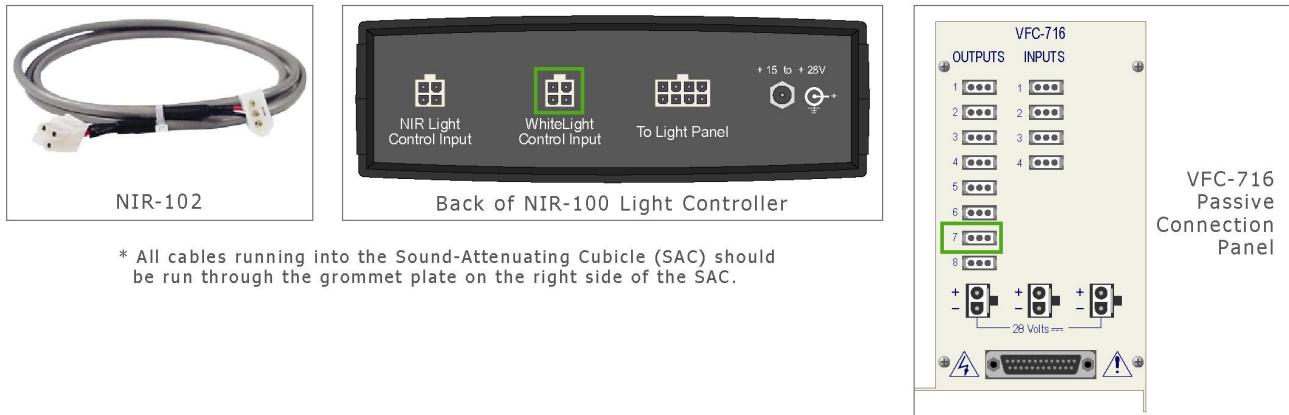 NIR-102
NIR Light
Control Input
WhiteLight
Control Input
To Light Panel
+ 15 to + 28V
+
Back of NIR-100 Light Controller
* All cables running into the Sound-Attenuating Cubicle (SAC) should
be run through the grommet plate on the right side of the SAC.
VFC-716
OUTPUTS INPUTS
1 1
2 2
3 3
4 4
5
6
7
8
+ + +
– – –
28 Volts
VFC-716
Passive
Connection
Panel